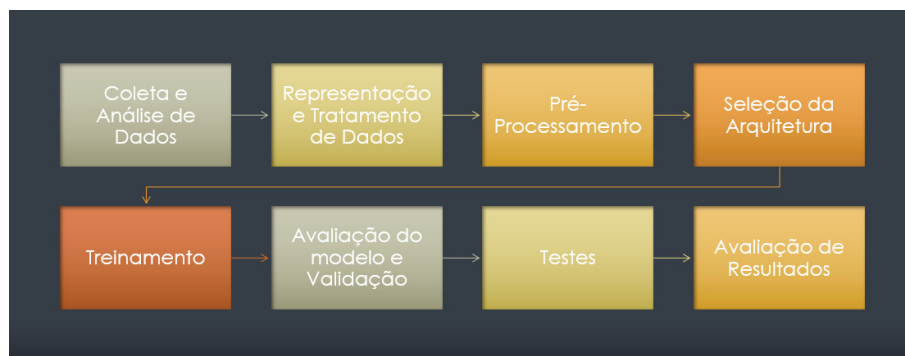 Coleta e
Análise de
Dados
Representação
e Tratamento
de Dados
Pré-
Processamento
Seleção da
Arquitetura
Treinamento
Avaliação do
modelo e
Validação
Testes
Avaliação de
Resultados